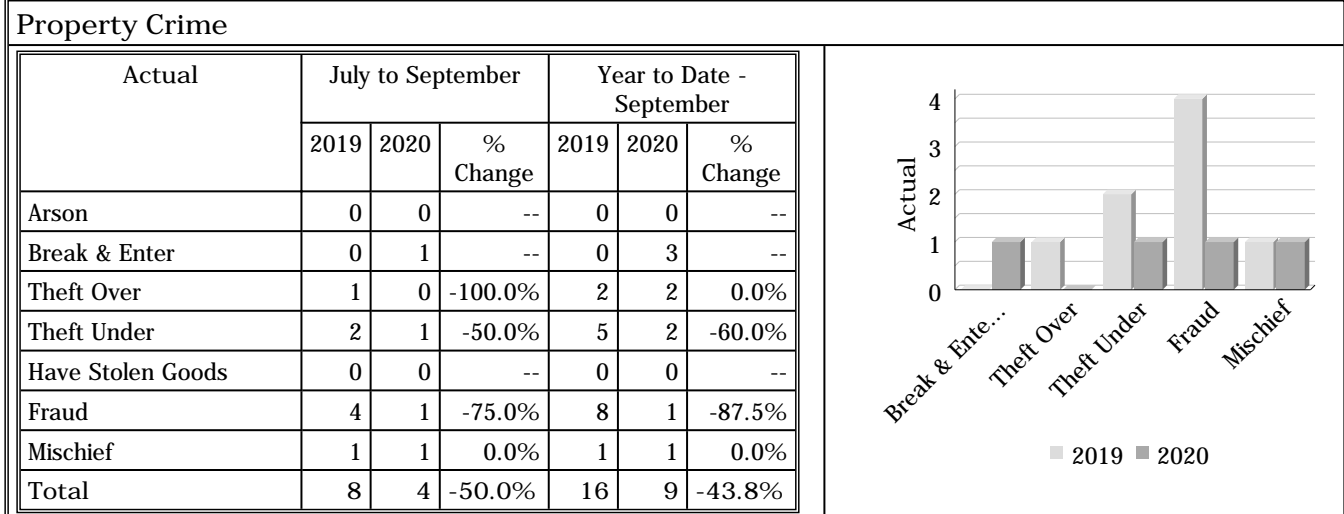 Property Crime
Actual July to September Year to Date -
September
2019 2020 % 2019 2020 %
Change Change
Arson 0 0 -- 0 0 --
Break & Enter 0 1 -- 0 3 --
Theft Over 1 0 -100.0% 2 2 0.0%
Theft Under 2 1 -50.0% 5 2 -60.0%
Have Stolen Goods 0 0 -- 0 0 --
Fraud 4 1 -75.0% 8 1 -87.5%
Mischief 1 1 0.0% 1 1 0.0%
Total 8 4 -50.0% 16 9 -43.8%
Actual
4
3
2
1
0
Break & Ente...
Theft Over
Theft Under
Fraud
Mischief
2019 2020